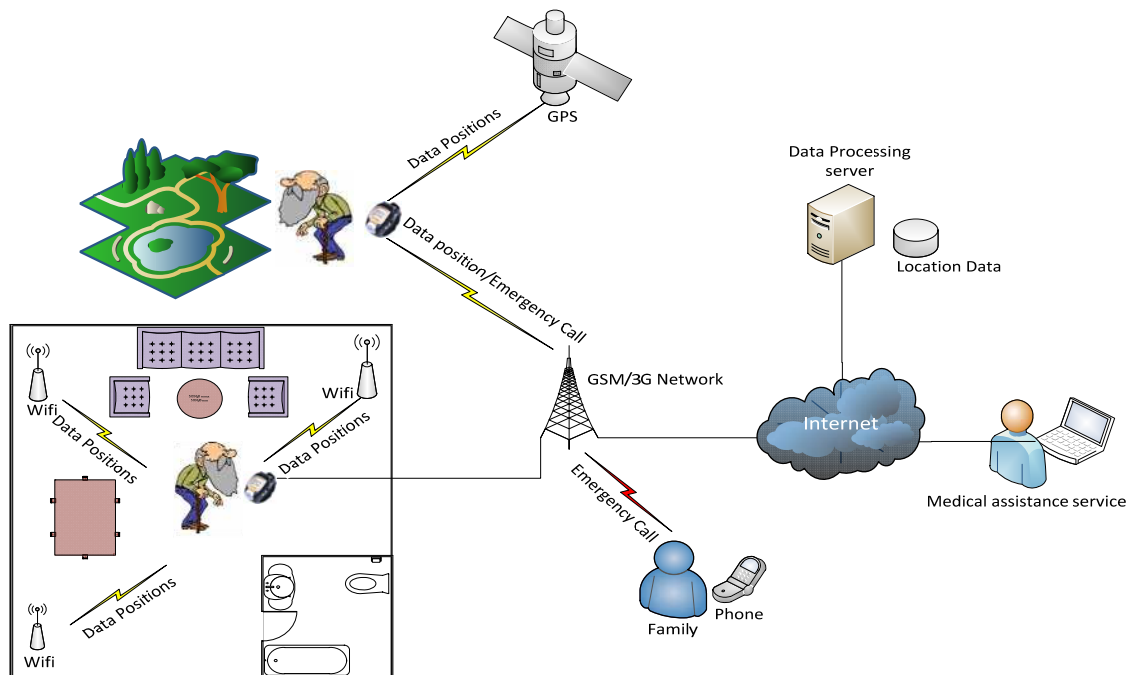 GPS
Data Positions
Data Processing
server
Location Data
Data position/Emergency Call
GSM/3G Network
Wifi
Wifi
Data Positions
Data Positions
Internet
Medical assistance service
Emergency Call
Data Positions
Wifi
Phone
Family